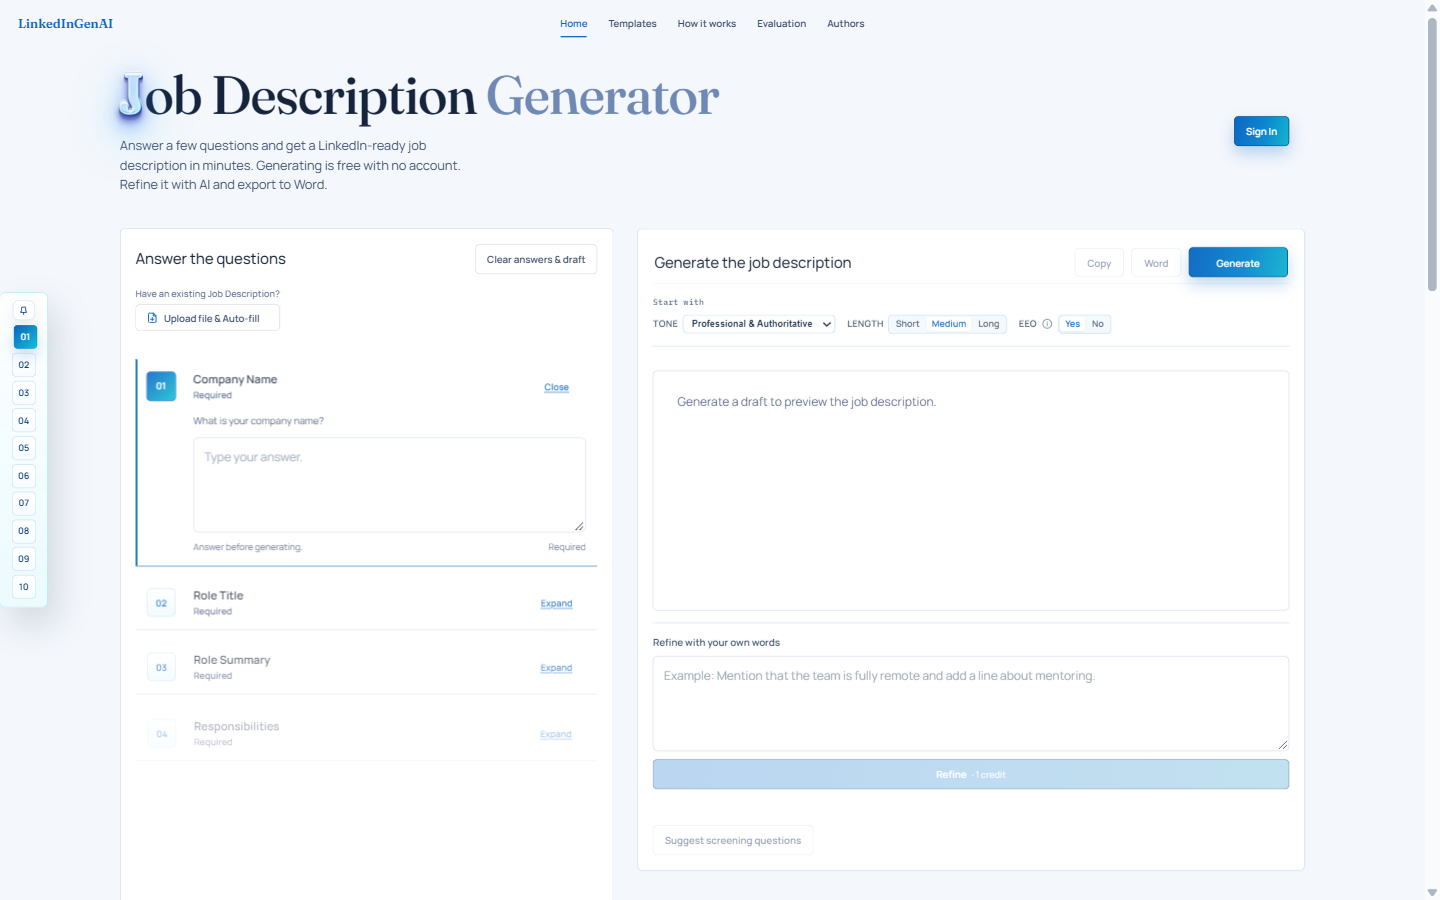 LinkedInGenAI
Home
Templates
How it works
Evaluation
Authors
Job Description Generator
Answer a few questions and get a LinkedIn-ready job
description in minutes. Generating is free with no account.
Refine it with AI and export to Word.
Sign In
01
02
03
04
05
06
07
08
09
10
Answer the questions
Clear answers & draft
Have an existing Job Description?
Upload file & Auto-fill
01
Company Name
Required
Close
What is your company name?
Type your answer.
Answer before generating.
Required
02
Role Title
Required
Expand
03
Role Summary
Required
Expand
04
Responsibilities
Required
Expand
Generate the job description
Copy
Word
Generate
Start with
TONE
Professional & Authoritative
LENGTH
Short
Medium
Long
EEO
Yes
No
Generate a draft to preview the job description.
Refine with your own words
Example: Mention that the team is fully remote and add a line about mentoring.
Refine -1 credit
Suggest screening questions